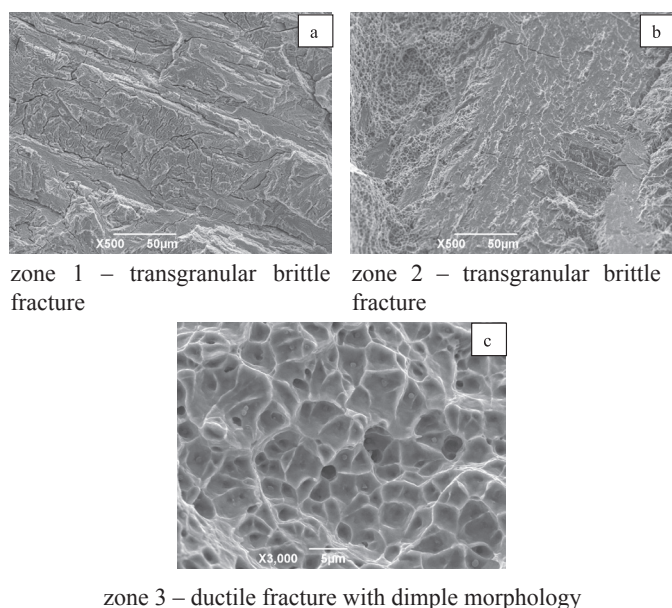 a
X500 50µm
zone 1 – transgranular brittle
fracture
b
X500 50µm
zone 2 – transgranular brittle
fracture
c
X3,000 5µm
zone 3 – ductile fracture with dimple morphology